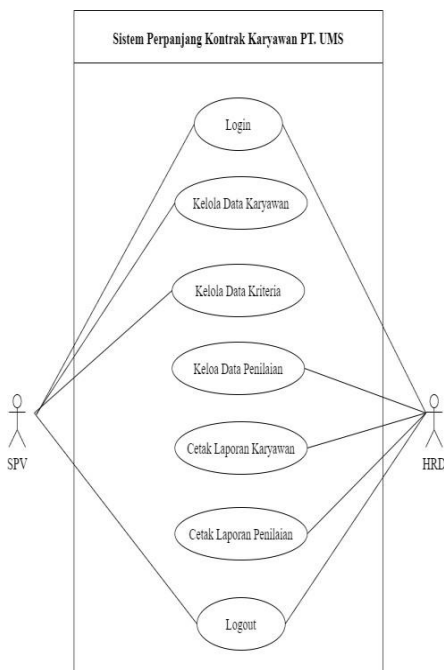 Sistem Perpanjang Kontrak Karyawan PT. UMS
Login
Kelola Data Karyawan
Kelola Data Kriteria
Keloa Data Penilaian
SPV
HRD
Cetak Laporan Karyawan
Cetak Laporan Penilaian
Logout